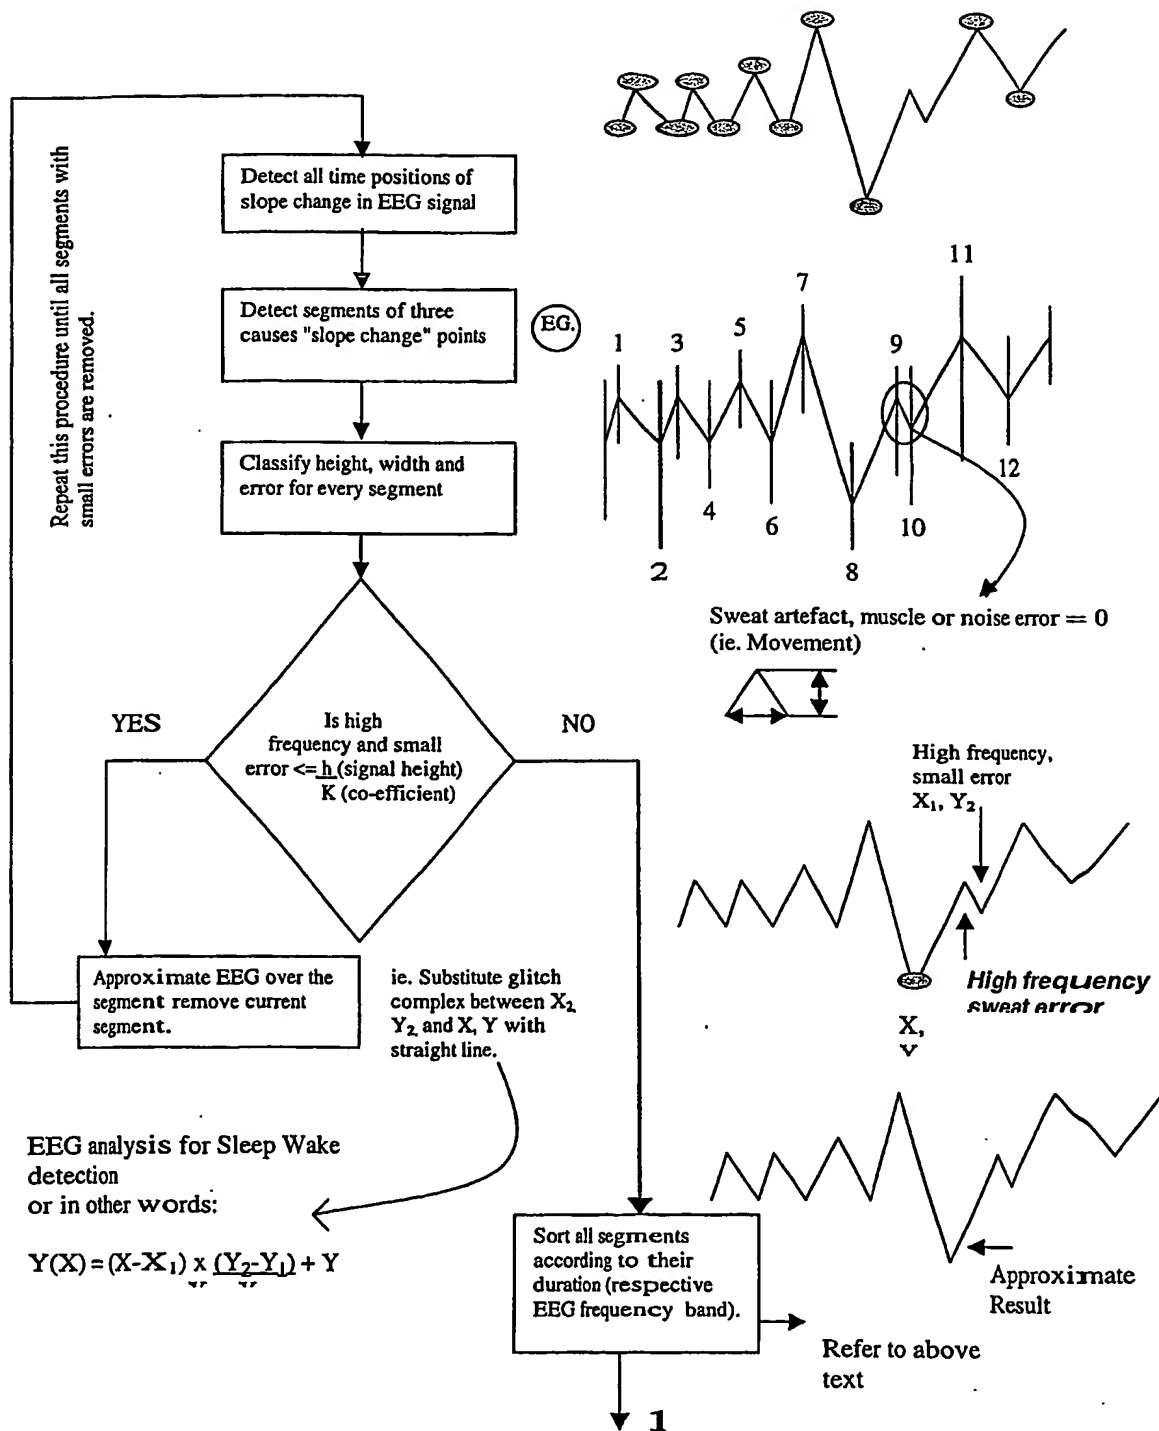 Repeat this procedure until all segments with
small errors are removed.
Detect all time positions of
slope change in EEG signal
Detect segments of three
causes "slope change" points
EG.
Classify height, width and
error for every segment
1
2
3
4
5
6
7
8
9
10
11
12
Sweat artefact, muscle or noise error = 0
(ie. Movement)
YES
Is high
frequency and small
error <= h (signal height)
K (co-efficient)
NO
High frequency,
small error
X₁, Y₂
High frequency
sweat error
X,
Approximate EEG over the
segment remove current
segment.
ie. Substitute glitch
complex between X₂,
Y₂ and X, Y with
straight line.
EEG analysis for Sleep Wake
detection
or in other words:
Y(X) = (X-X₁) x (Y₂-Y₁) + Y
Sort all segments
according to their
duration (respective
EEG frequency band).
Approximate
Result
Refer to above
text
1